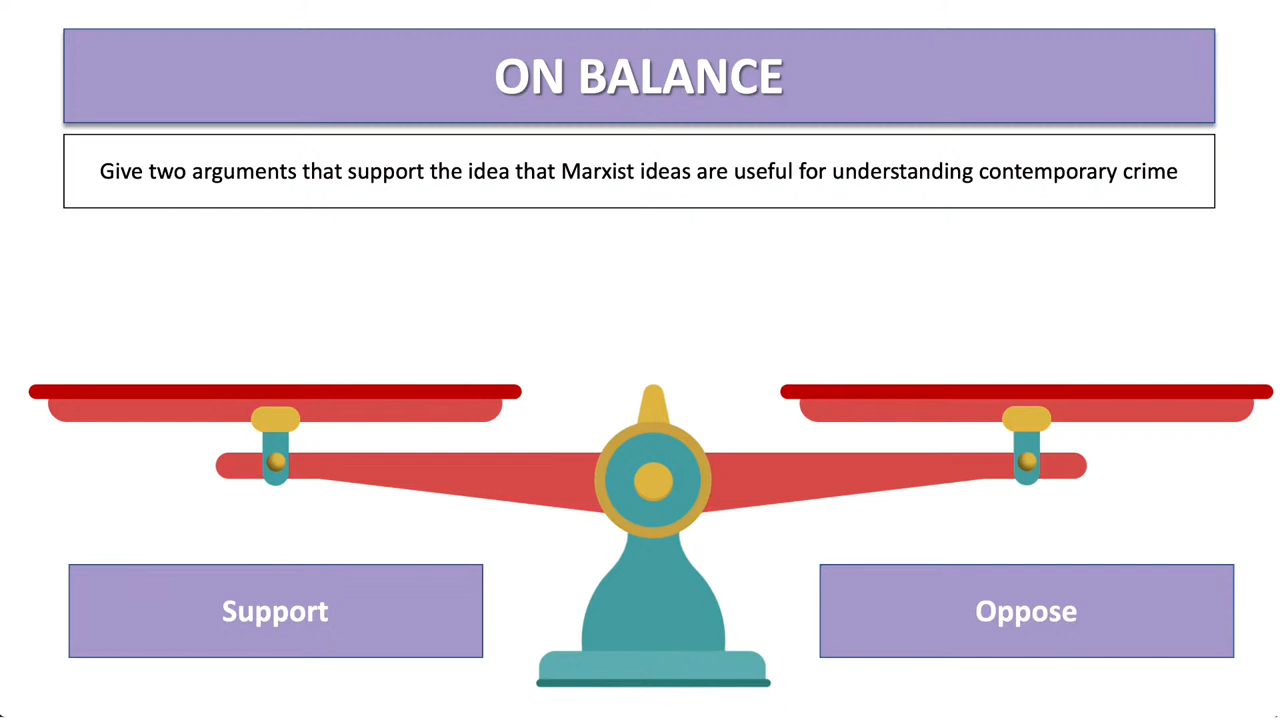 ON BALANCE
Give two arguments that support the idea that Marxist ideas are useful for understanding contemporary crime
Support
Oppose